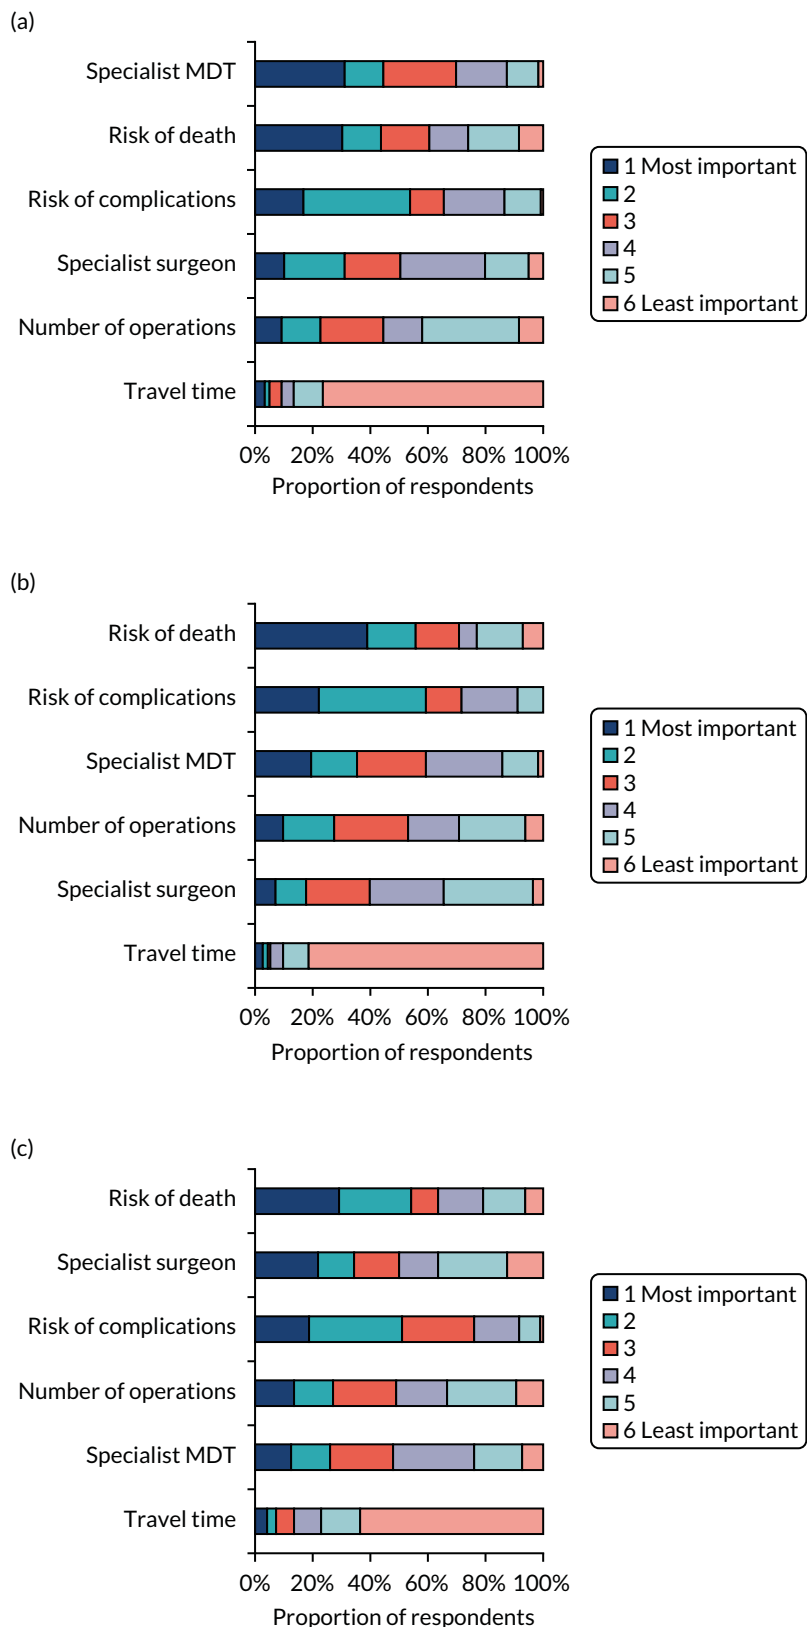 (a)
Specialist MDT
Risk of death
Risk of complications
Specialist surgeon
Number of operations
Travel time
0% 20% 40% 60% 80% 100%
Proportion of respondents
1 Most important
2
3
4
5
6 Least important
(b)
Risk of death
Risk of complications
Specialist MDT
Number of operations
Specialist surgeon
Travel time
0% 20% 40% 60% 80% 100%
Proportion of respondents
1 Most important
2
3
4
5
6 Least important
(c)
Risk of death
Specialist surgeon
Risk of complications
Number of operations
Specialist MDT
Travel time
0% 20% 40% 60% 80% 100%
Proportion of respondents
1 Most important
2
3
4
5
6 Least important